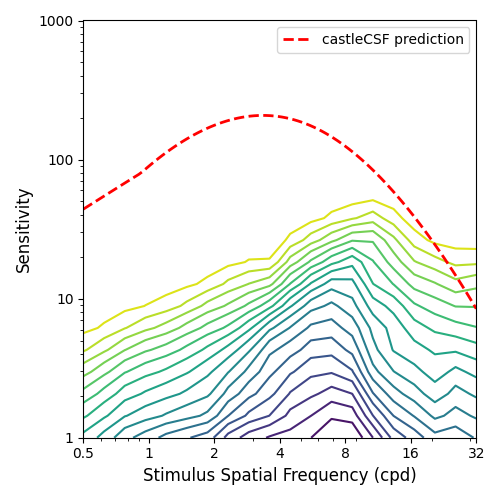 1000
castleCSF prediction
100
10
1
Sensitivity
0.5 1 2 4 8 16 32
Stimulus Spatial Frequency (cpd)